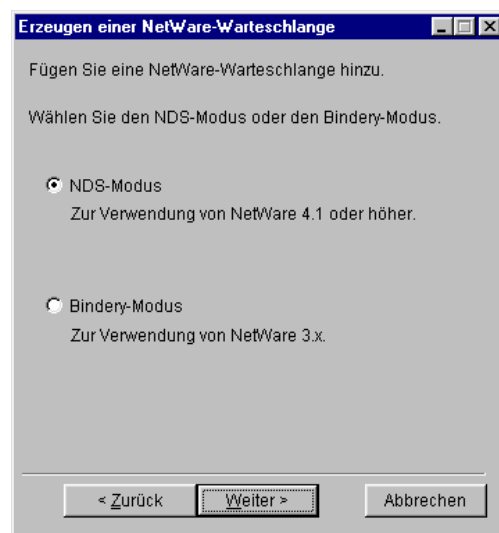 Erzeugen einer NetWare-Warteschlange
Fügen Sie eine NetWare-Warteschlange hinzu.
Wählen Sie den NDS-Modus oder den Bindery-Modus.
NDS-Modus
Zur Verwendung von NetWare 4.1 oder höher.
Bindery-Modus
Zur Verwendung von NetWare 3.x.
< Zurück Weiter > Abbrechen